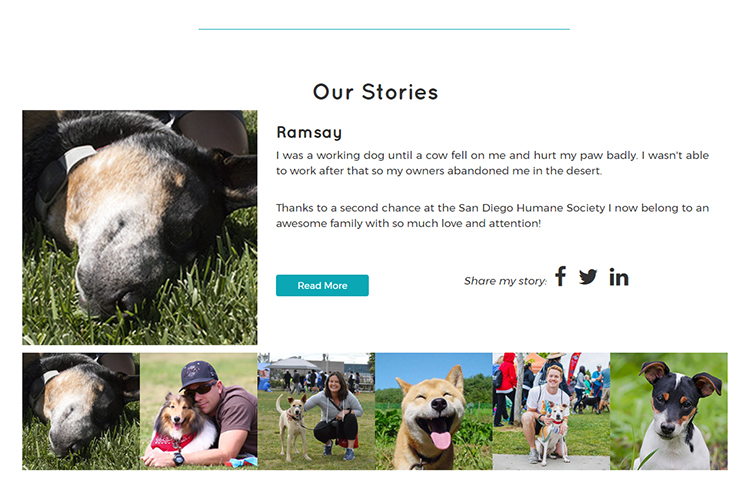 Our Stories
Ramsay
I was a working dog until a cow fell on me and hurt my paw badly. I wasn't able
to work after that so my owners abandoned me in the desert.
Thanks to a second chance at the San Diego Humane Society I now belong to an
awesome family with so much love and attention!
Read More
Share my story: